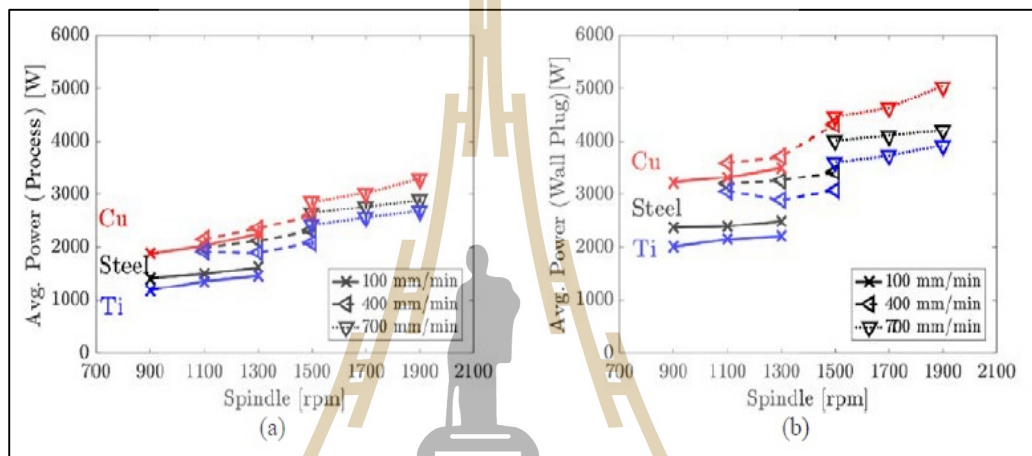 6000
5000
4000
3000
2000
1000
0
Avg. Power (Process) [W]
Cu
Steel
Ti
100 mm/min
400 mm/min
700 mm/min
700 900 1100 1300 1500 1700 1900 2100
Spindle [rpm]
(a)
6000
5000
4000
3000
2000
1000
0
Avg. Power (Wall Plug) [W]
Cu
Steel
Ti
100 mm/min
400 mm/min
700 mm/min
700 900 1100 1300 1500 1700 1900 2100
Spindle [rpm]
(b)